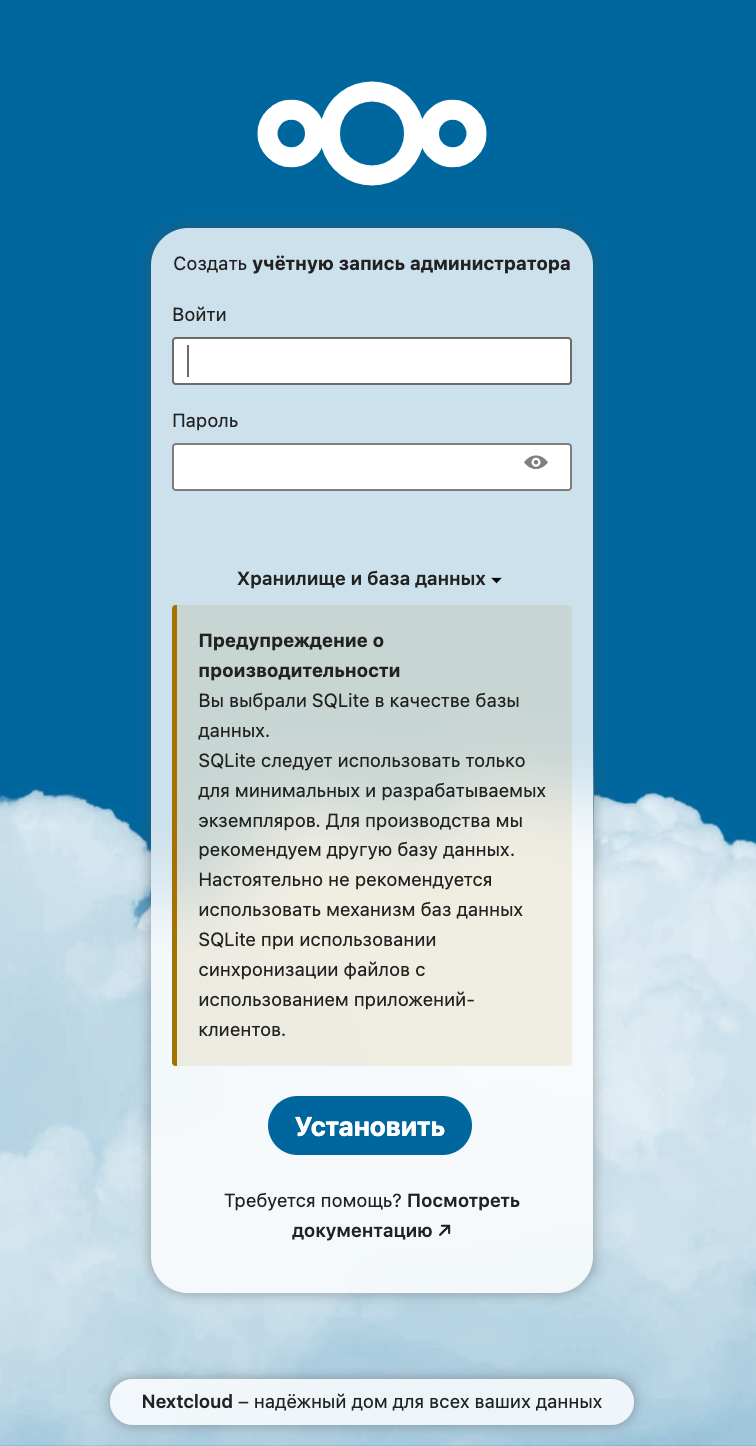 Создать учётную запись администратора
Войти
Пароль
Хранилище и база данных
Предупреждение о
производительности
Вы выбрали SQLite в качестве базы
данных.
SQLite следует использовать только
для минимальных и разрабатываемых
экземпляров. Для производства мы
рекомендуем другую базу данных.
Настоятельно не рекомендуется
использовать механизм баз данных
SQLite при использовании
синхронизации файлов с
использованием приложений-
клиентов.
Установить
Требуется помощь? Посмотреть
документацию ↗
Nextcloud – надёжный дом для всех ваших данных